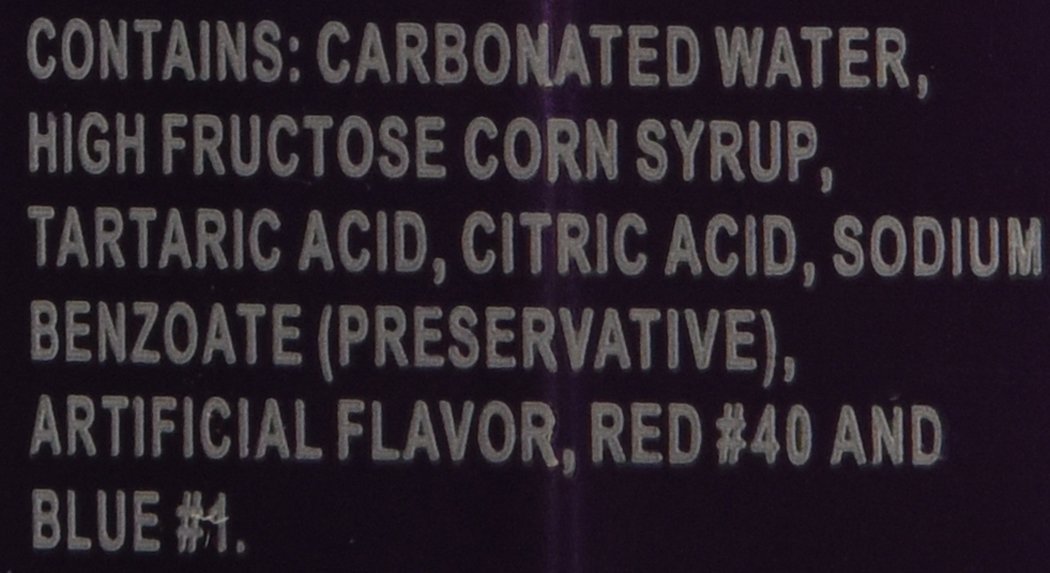 CONTAINS: CARBONATED WATER,
HIGH FRUCTOSE CORN SYRUP,
TARTARIC ACID, CITRIC ACID, SODIUM
BENZOATE (PRESERVATIVE),
ARTIFICIAL FLAVOR, RED #40 AND
BLUE #1.